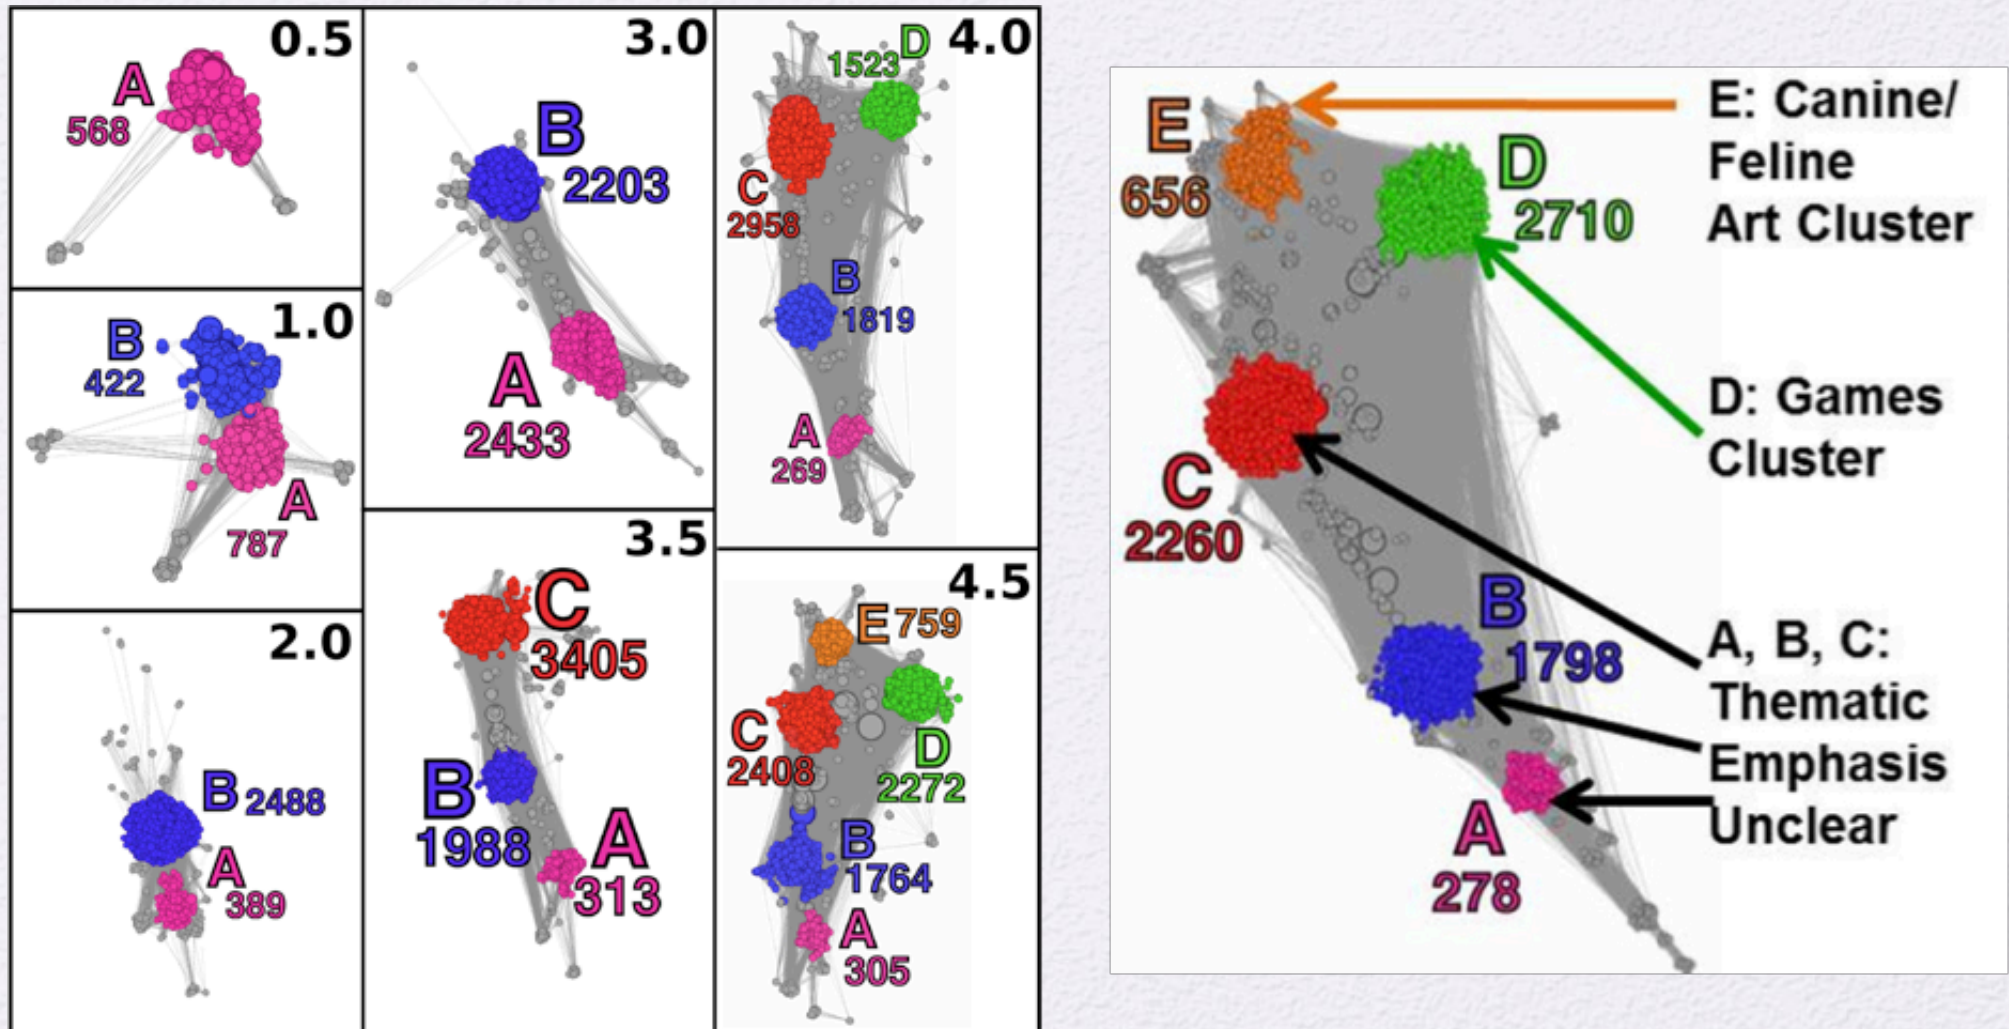 0.5
A
568
1.0
B
422
A
787
2.0
B 2488
A
389
3.0
B
2203
A
2433
3.5
C
3405
B
1988
A
313
4.0
D
1523
C
2958
B
1819
A
269
4.5
E 759
C
2408
D
2272
B
1764
A
305
E
656
D
2710
C
2260
B
1798
A
278
E: Canine/
Feline
Art Cluster
D: Games
Cluster
A, B, C:
Thematic
Emphasis
Unclear